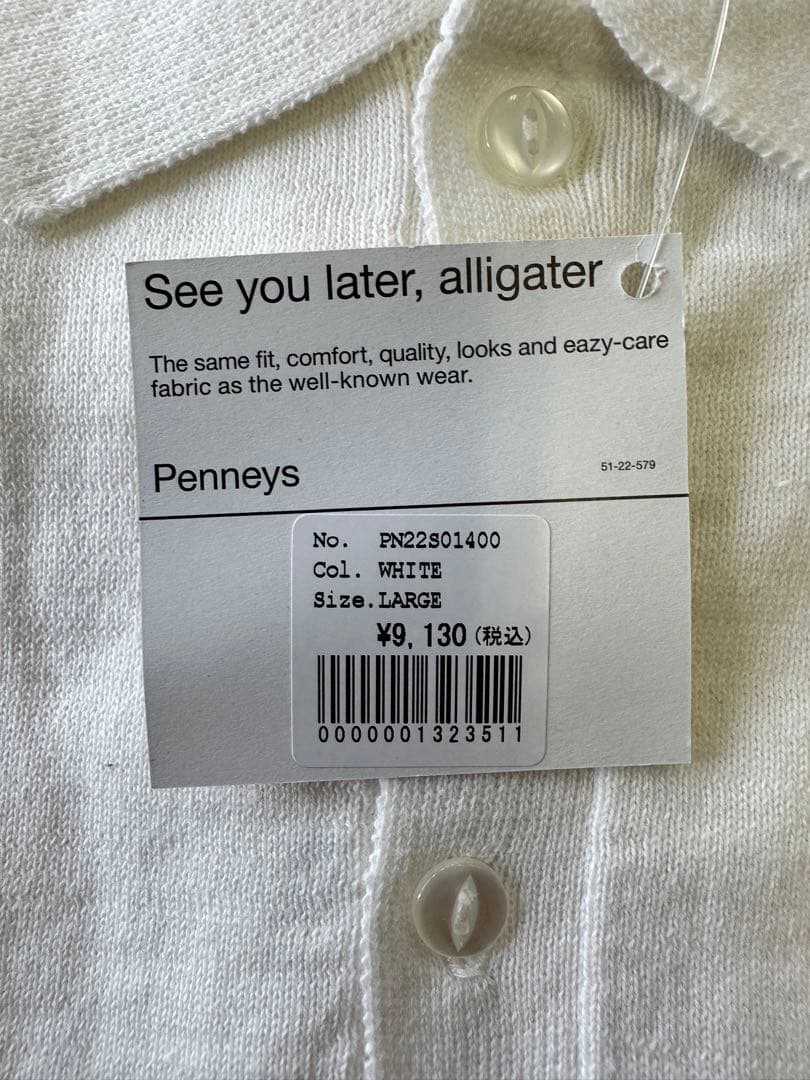 See you later, alligater
The same fit, comfort, quality, looks and eazy-care
fabric as the well-known wear.
Penneys
51-22-579
No. PN22S01400
Col. WHITE
Size.LARGE
¥9,130(税込)
0000001323511